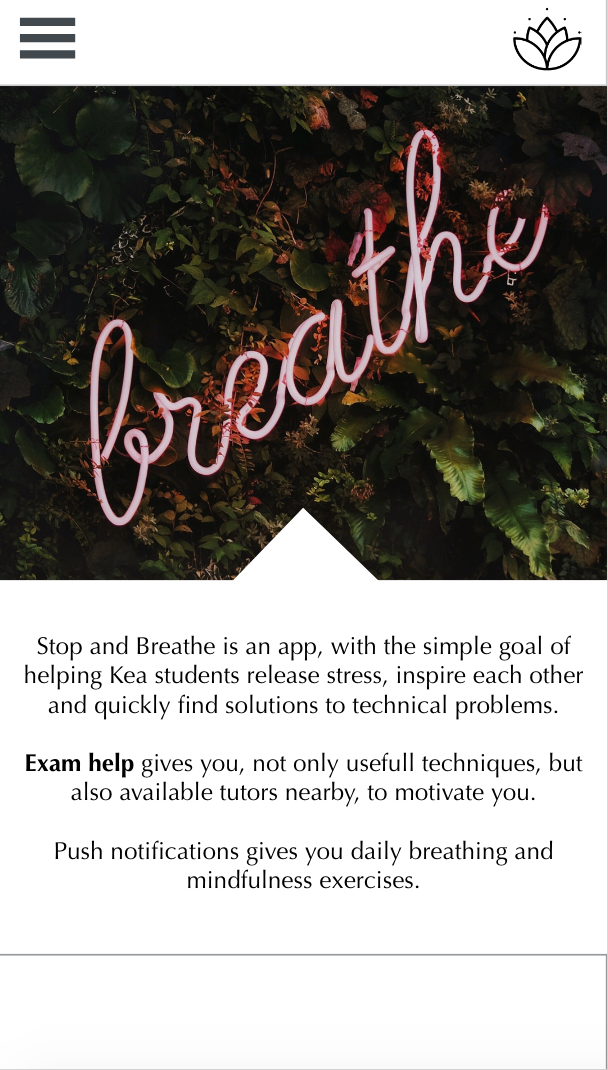 breathe
Stop and Breathe is an app, with the simple goal of
helping Kea students release stress, inspire each other
and quickly find solutions to technical problems.
Exam help gives you, not only usefull techniques, but
also available tutors nearby, to motivate you.
Push notifications gives you daily breathing and
mindfulness exercises.